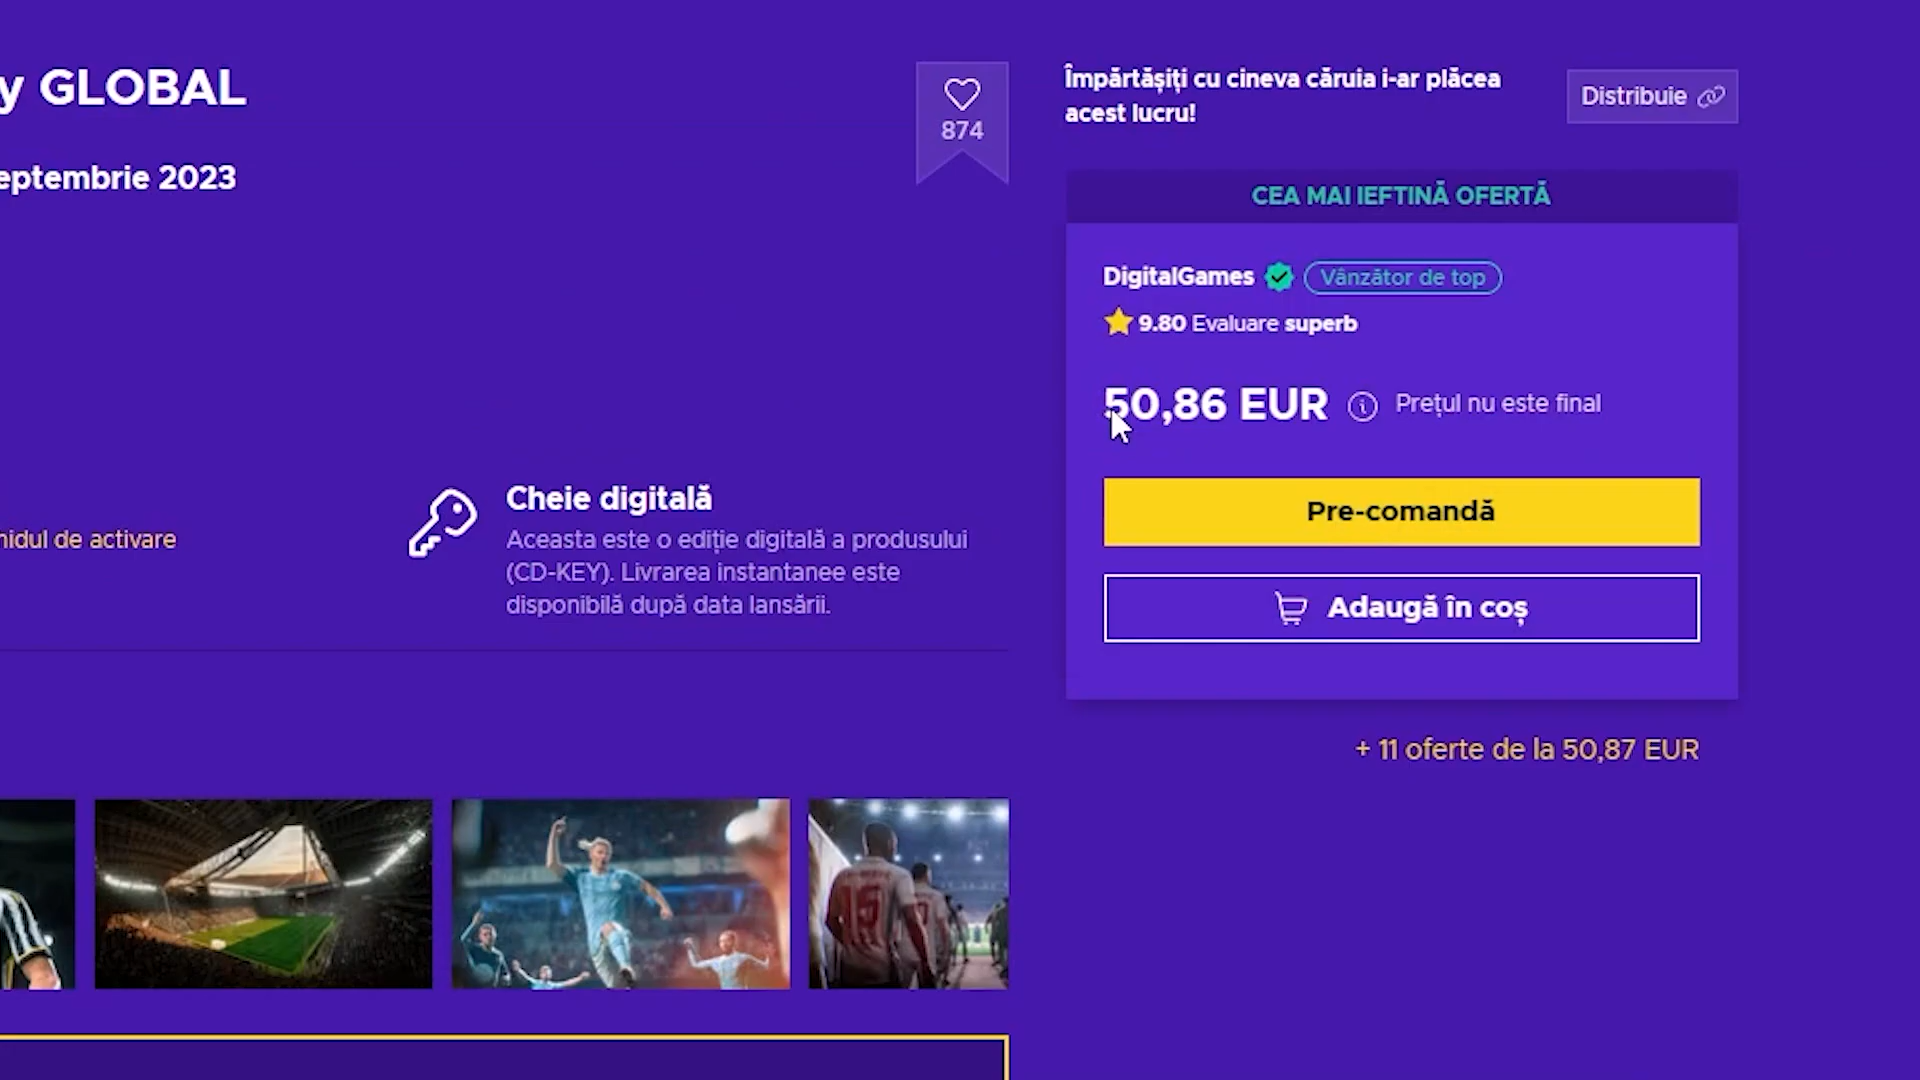 y GLOBAL
eptembrie 2023
874
Împărtășiți cu cineva căruia i-ar plăcea
acest lucru!
Distribuie
CEA MAI IEFTINĂ OFERTĂ
DigitalGames
Vânzător de top
9.80 Evaluare superb
50,86 EUR
Prețul nu este final
Pre-comandă
Adaugă în coș
+ 11 oferte de la 50,87 EUR
hidul de activare
Cheie digitală
Aceasta este o ediție digitală a produsului
(CD-KEY). Livrarea instantanee este
disponibilă după data lansării.
15